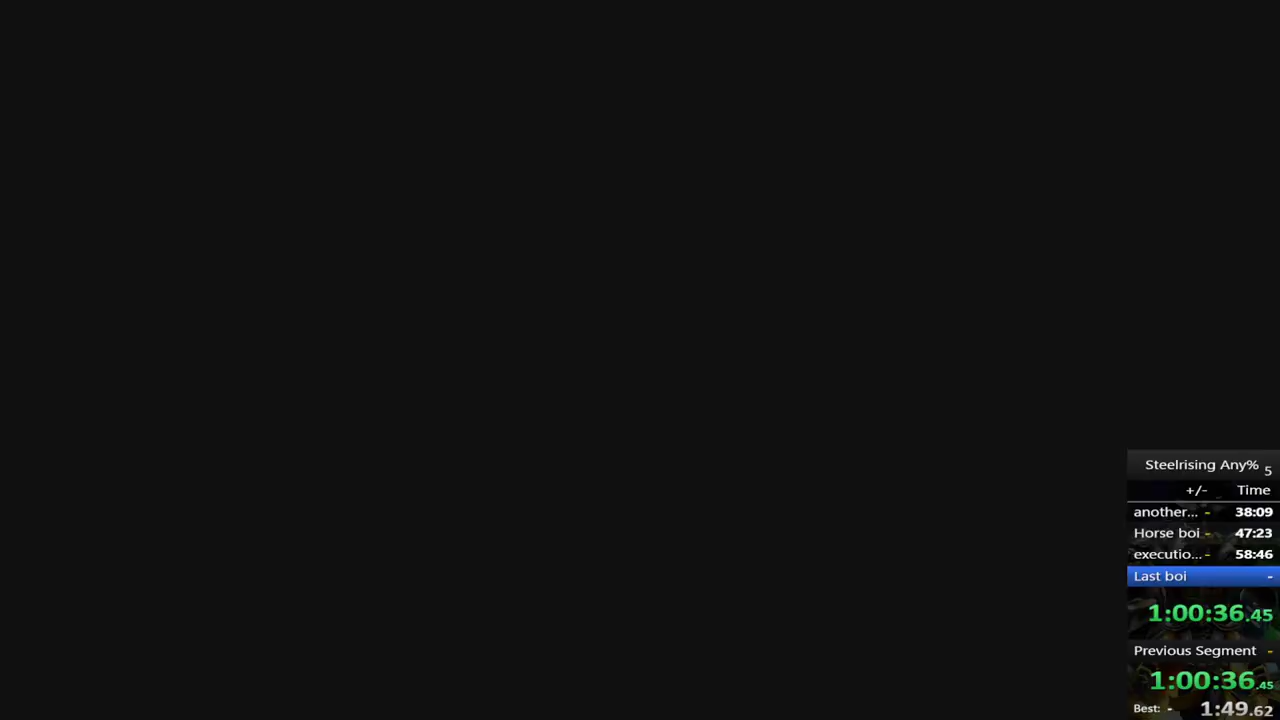 Steelrising Any% 5
+/- Time
another... - 38:09
Horse boi - 47:23
executio... - 58:46
Last boi -
1:00:36.45
Previous Segment -
1:00:36.45
Best: - 1:49.62